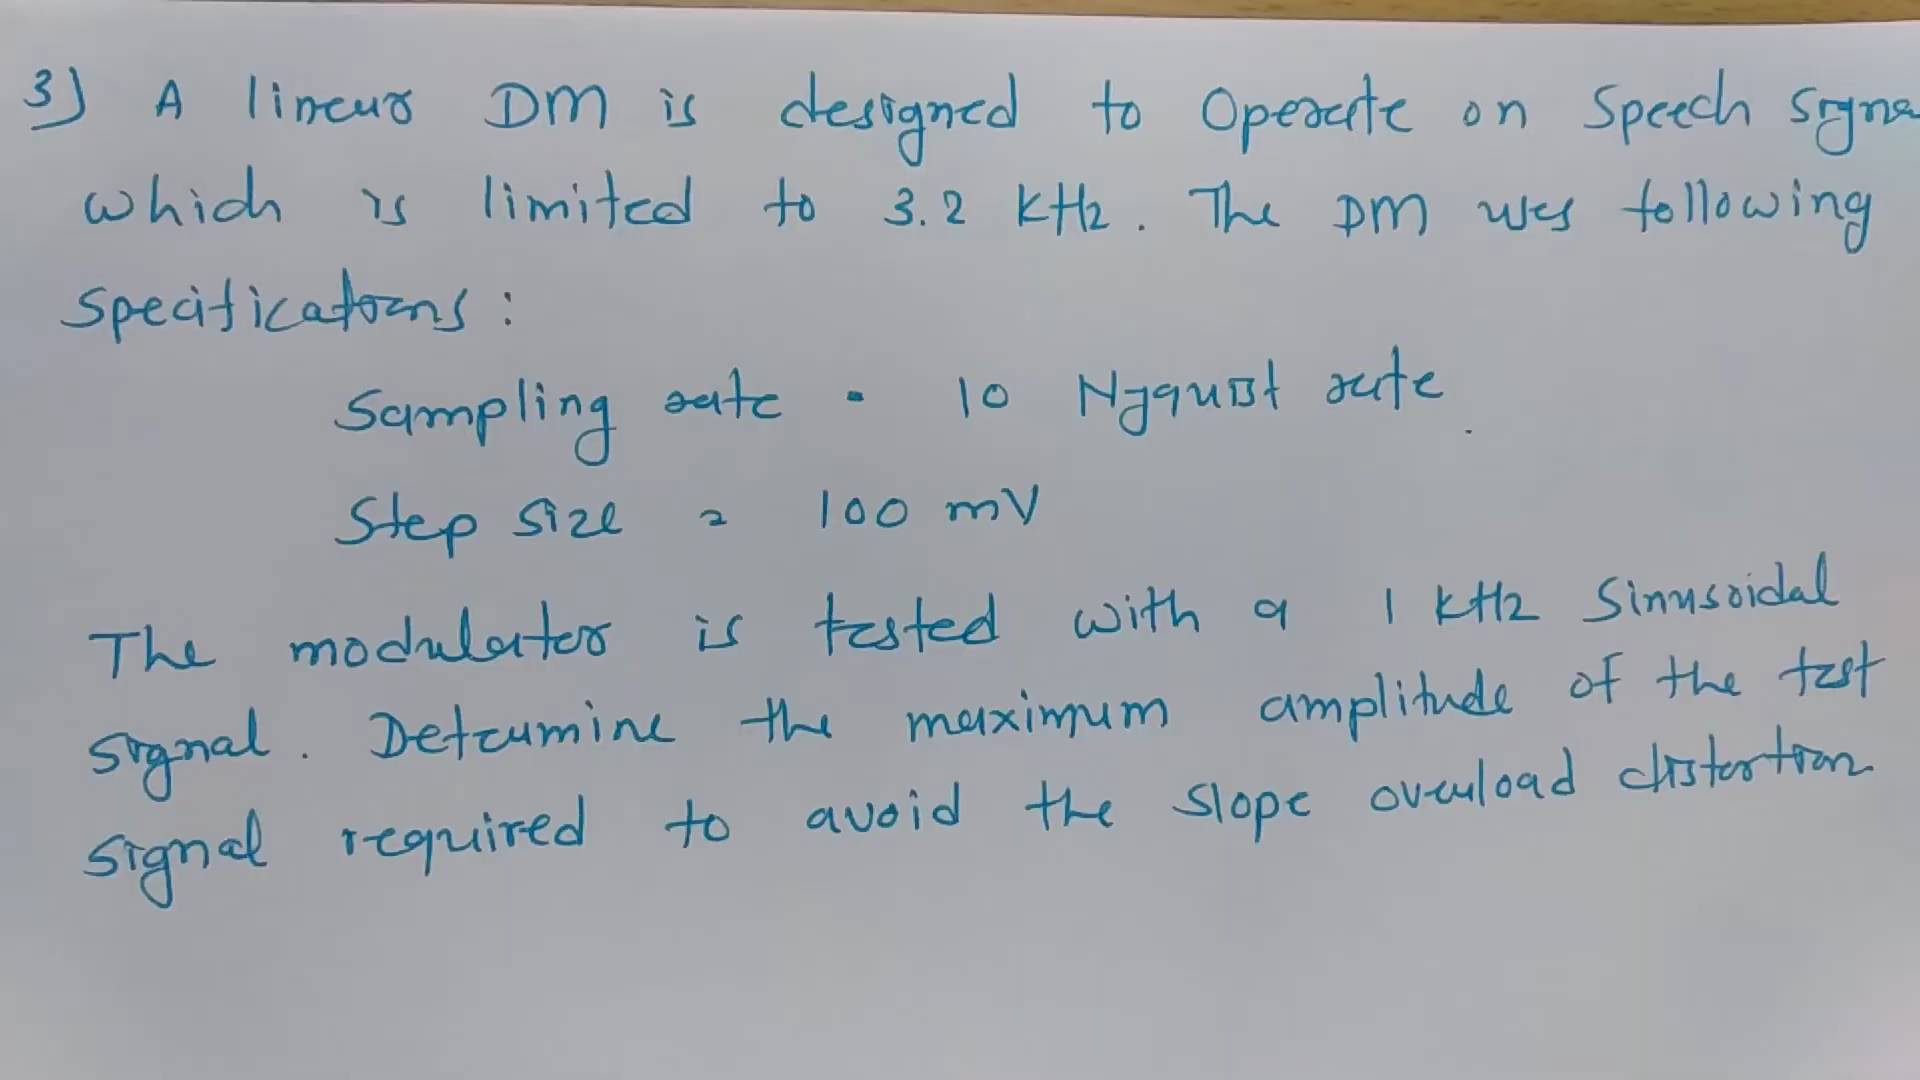 3) A linear DM is designed to Operate on Speech Signa
which is limited to 3.2 KHz. The DM was following
Specifications:
Sampling rate = 10 Nyquist rate
Step size = 100 mV
The modulator is tested with a 1 KHz Sinusoidal
signal. Determine the maximum amplitude of the test
signal required to avoid the slope overload distortion